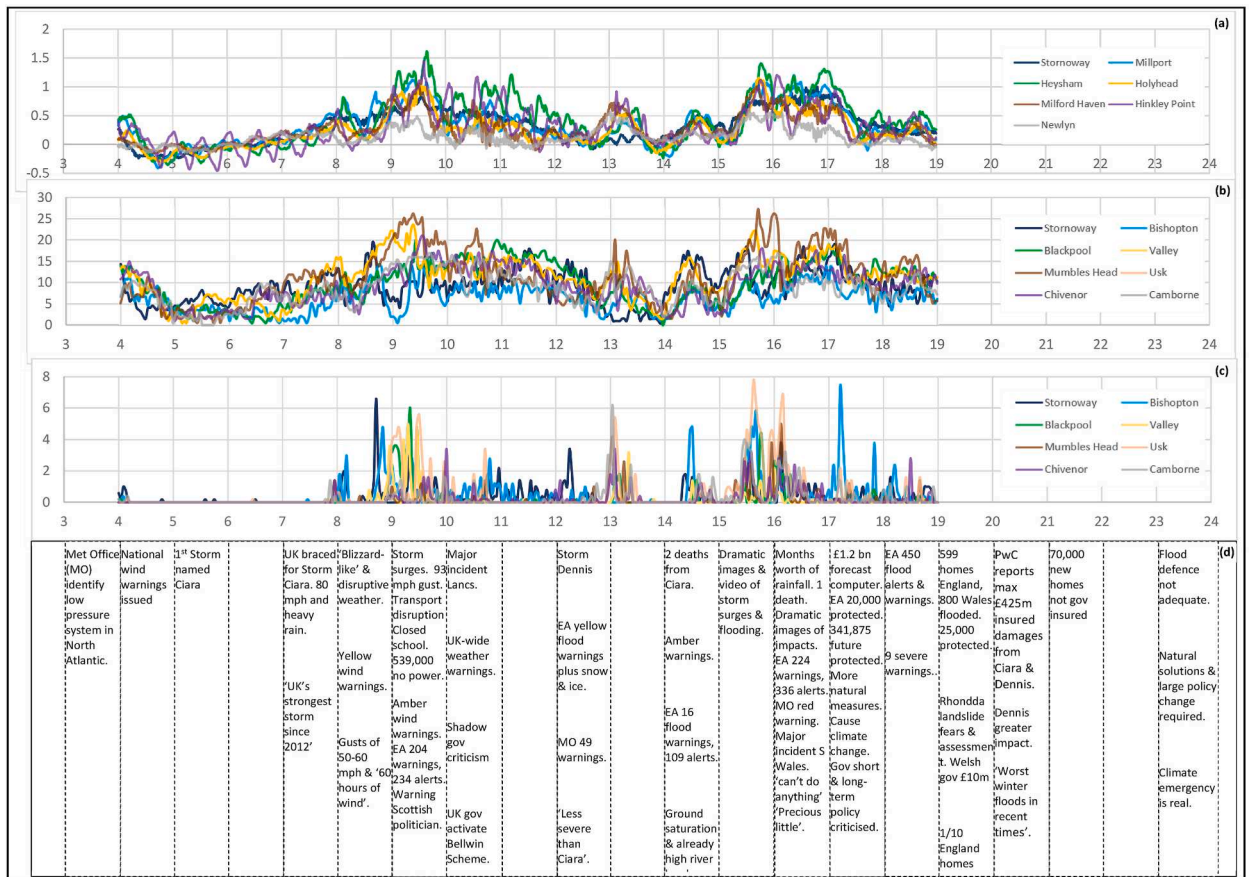 (a)
2
1.5
1
0.5
0
-0.5
3 4 5 6 7 8 9 10 11 12 13 14 15 16 17 18 19 20 21 22 23 24
Stornoway Millport
Heysham Holyhead
Milford Haven Hinkley Point
Newlyn
(b)
30
25
20
15
10
5
0
3 4 5 6 7 8 9 10 11 12 13 14 15 16 17 18 19 20 21 22 23 24
Stornoway Bishopton
Blackpool Valley
Mumbles Head Usk
Chivenor Camborne
(c)
8
6
4
2
0
3 4 5 6 7 8 9 10 11 12 13 14 15 16 17 18 19 20 21 22 23 24
Stornoway Bishopton
Blackpool Valley
Mumbles Head Usk
Chivenor Camborne
(d)
Met Office
(MO)
identify
low
pressure
system in
North
Atlantic.
National
wind
warnings
issued
1st Storm
named
Ciara
UK braced
for Storm
Ciara. 80
mph and
heavy
rain.
'UK's
strongest
storm
since
2012'
'Blizzard-
like' &
disruptive
weather.
Yellow
wind
warnings.
Gusts of
50-60
mph & '60
hours of
wind'.
Storm
surges. 93
mph gust.
Transport
disruption
Closed
school.
539,000
no power.
Amber
wind
warnings.
EA 204
warnings,
234 alerts.
Warning
Scottish
politician.
Major
incident
Lancs.
UK-wide
weather
warnings.
Shadow
gov
criticism
UK gov
activate
Bellwin
Scheme.
Storm
Dennis
EA yellow
flood
warnings
plus snow
& ice.
MO 49
warnings.
'Less
severe
than
Ciara'.
2 deaths
from
Ciara.
Amber
warnings.
EA 16
flood
warnings,
109 alerts.
Ground
saturation
& already
high river
Dramatic
images &
video of
storm
surges &
flooding.
Months
worth of
rainfall. 1
death.
Dramatic
images of
impacts.
EA 224
warnings,
336 alerts.
MO red
warning.
Major
incident S
Wales.
'can't do
anything'
'Precious
little'.
£1.2 bn
forecast
computer.
EA 20,000
protected.
341,875
future
protected.
More
natural
measures.
Cause
climate
change.
Gov short
& long-
term
policy
criticised.
EA 450
flood
alerts &
warnings.
9 severe
warnings..
599
homes
England,
800 Wales
flooded.
25,000
protected.
Rhondda
landslide
fears &
assessmen
t. Welsh
gov £10m
1/10
England
homes
PwC
reports
max
£425m
insured
damages
from
Ciara &
Dennis.
Dennis
greater
impact.
'Worst
winter
floods in
recent
times'.
70,000
new
homes
not gov
insured
Flood
defence
not
adequate.
Natural
solutions &
large policy
change
required.
Climate
emergency
is real.